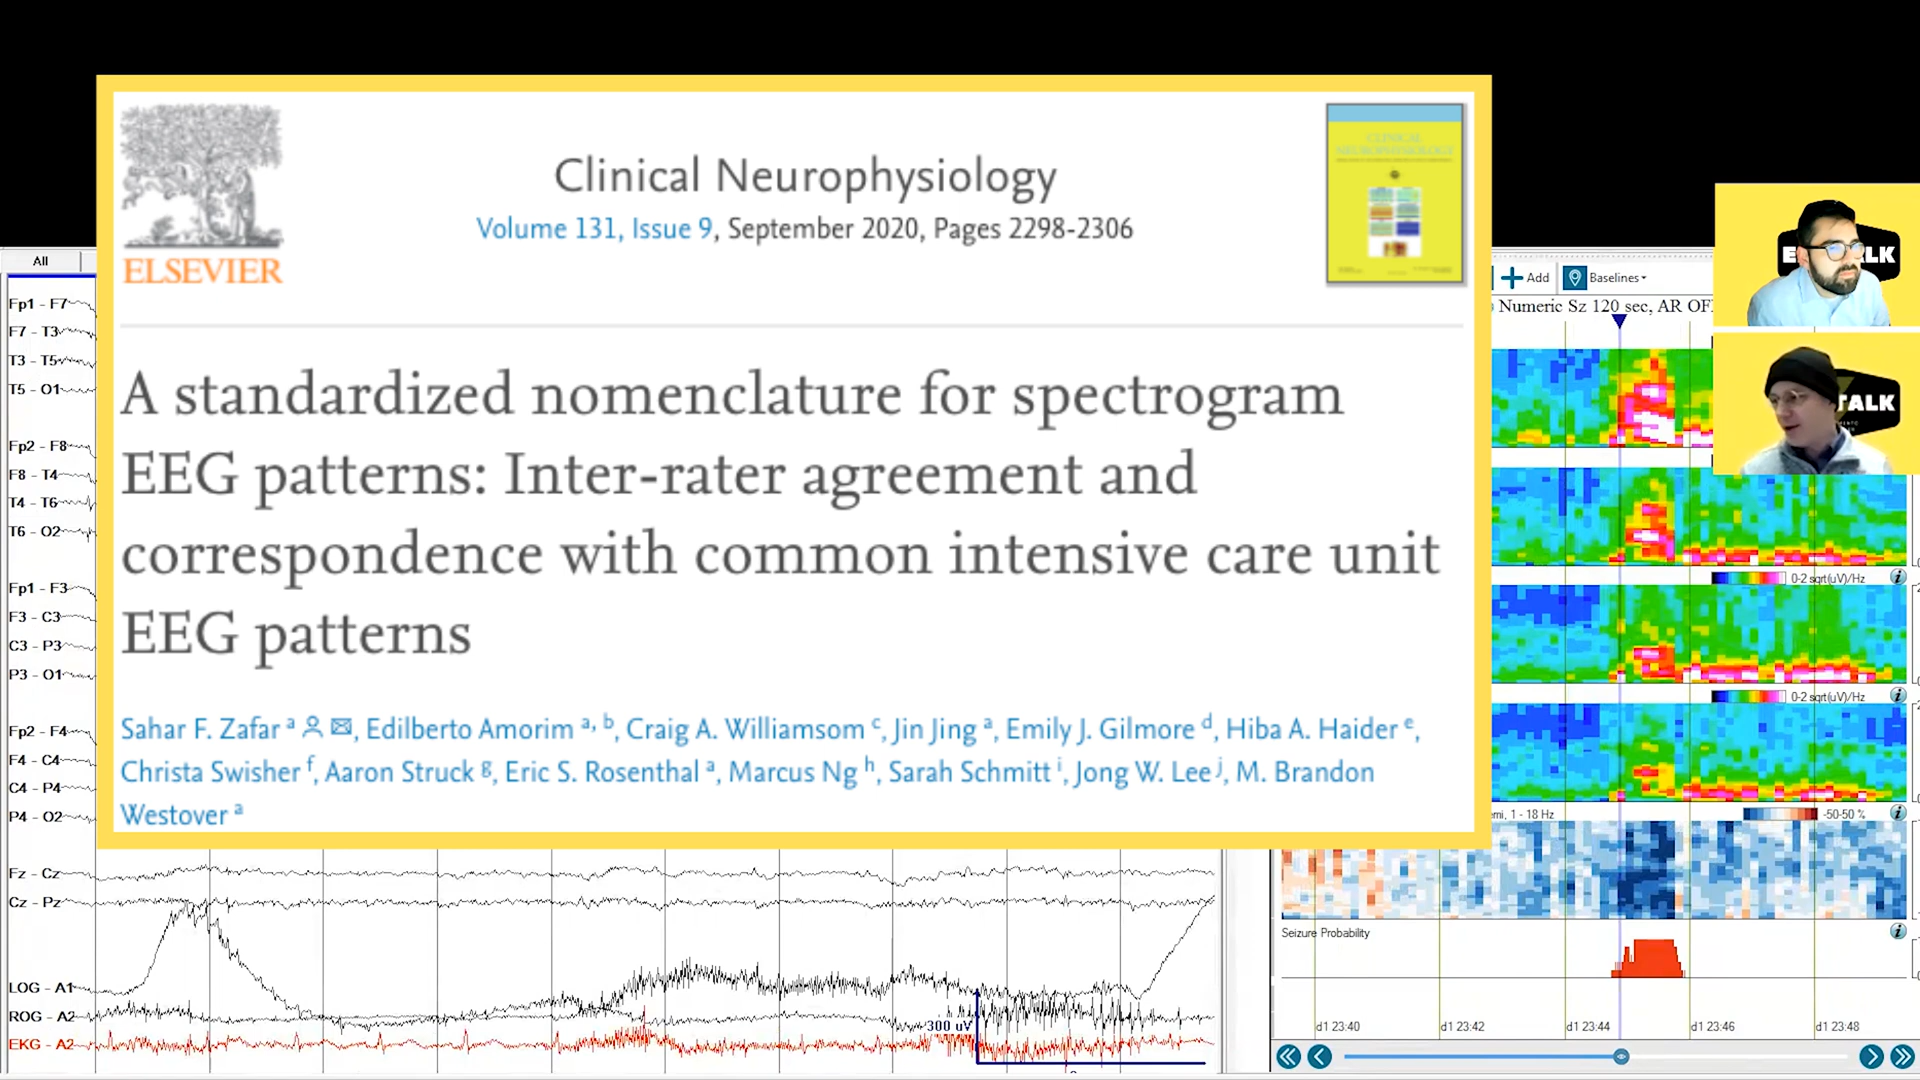 Clinical Neurophysiology
Volume 131, Issue 9, September 2020, Pages 2298-2306
ELSEVIER
CLINICAL
NEUROPHYSIOLOGY
A standardized nomenclature for spectrogram
EEG patterns: Inter-rater agreement and
correspondence with common intensive care unit
EEG patterns
Sahar F. Zafar a, Edilberto Amorim a, b, Craig A. Williamsom c, Jin Jing a, Emily J. Gilmore d, Hiba A. Haider e,
Christa Swisher f, Aaron Struck g, Eric S. Rosenthal a, Marcus Ng h, Sarah Schmitt i, Jong W. Lee j, M. Brandon
Westover a
All
Fp1 - F7
F7 - T3
T3 - T5
T5 - O1
Fp2 - F8
F8 - T4
T4 - T6
T6 - O2
Fp1 - F3
F3 - C3
C3 - P3
P3 - O1
Fp2 - F4
F4 - C4
C4 - P4
P4 - O2
Fz - Cz
Cz - Pz
LOG - A1
ROG - A2
EKG - A2
300 uV
Add
Baselines
Numeric Sz 120 sec, AR OF
E LK
TALK
0-2 sqrt(uV)/Hz
0-2 sqrt(uV)/Hz
emi, 1 - 18 Hz
-50-50 %
Seizure Probability
d1 23:40
d1 23:42
d1 23:44
d1 23:46
d1 23:48